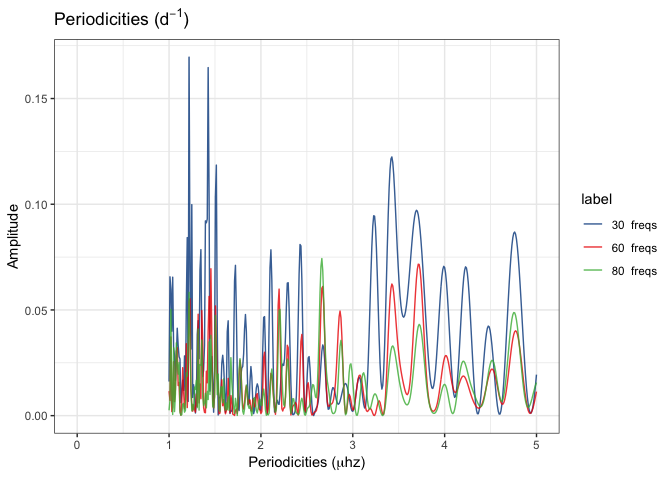 Periodicities (d⁻¹)
0.15
0.10
0.05
0.00
Amplitude
0 1 2 3 4 5
Periodicities (μhz)
label
30 freqs
60 freqs
80 freqs